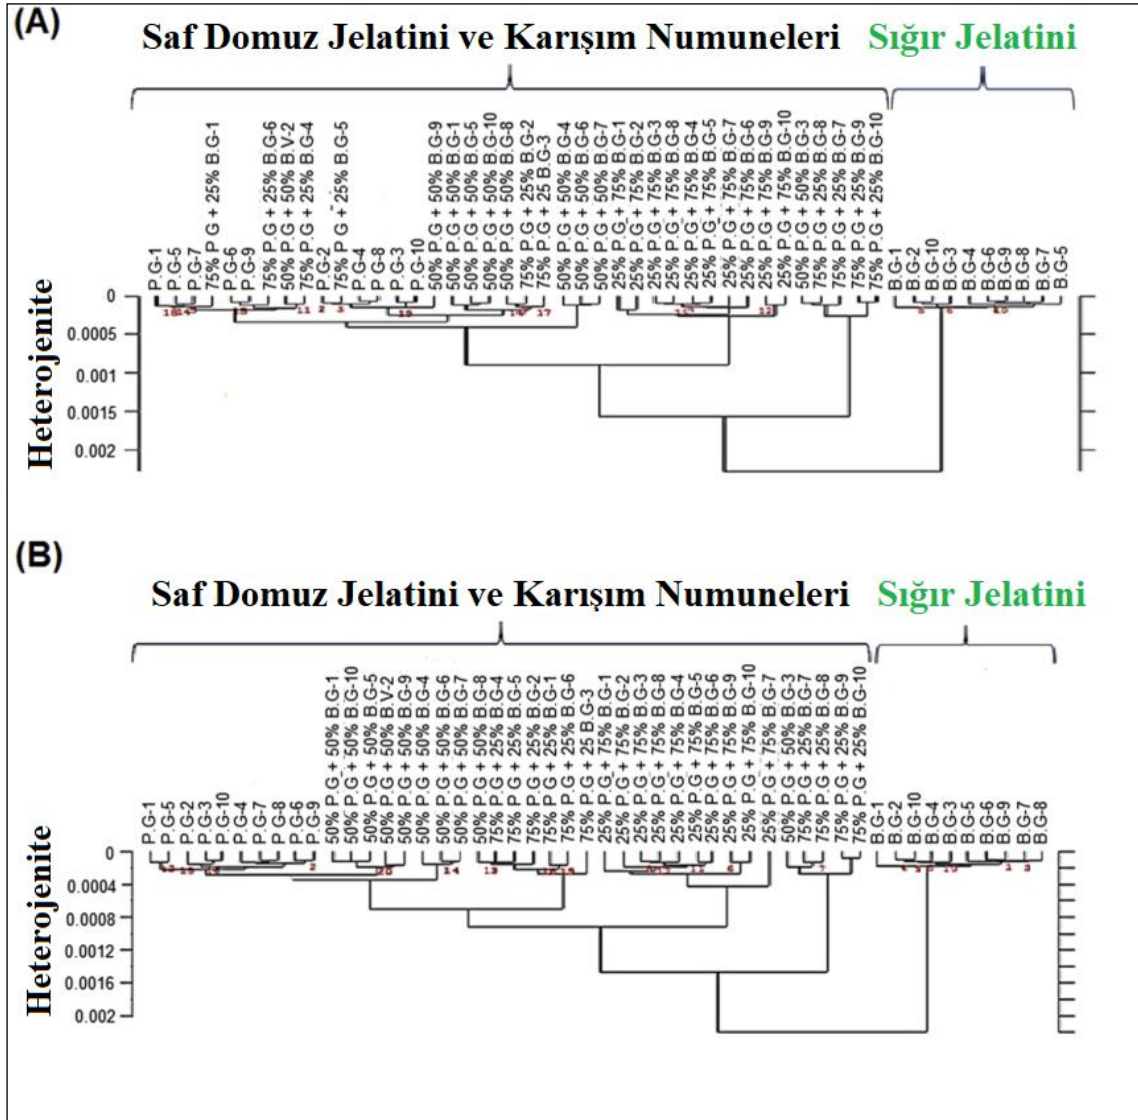 (A)
Saf Domuz Jelatini ve Karışım Numuneleri
Sığır Jelatini
P.G-1
P.G-5
P.G-7
75% P.G + 25% B.G-1
P.G-6
P.G-9
75% P.G + 25% B.G-6
50% P.G + 50% B.V-2
75% P.G + 25% B.G-4
P.G-2
75% P.G + 25% B.G-5
P.G-4
P.G-8
P.G-3
P.G-10
50% P.G + 50% B.G-9
50% P.G + 50% B.G-1
50% P.G + 50% B.G-5
50% P.G + 50% B.G-10
50% P.G + 50% B.G-8
75% P.G + 25% B.G-2
75% P.G + 25 B.G-3
50% P.G + 50% B.G-4
50% P.G + 50% B.G-6
50% P.G + 50% B.G-7
25% P.G + 75% B.G-1
25% P.G + 75% B.G-2
25% P.G + 75% B.G-3
25% P.G + 75% B.G-8
25% P.G + 75% B.G-4
25% P.G + 75% B.G-5
25% P.G + 75% B.G-7
25% P.G + 75% B.G-6
25% P.G + 75% B.G-9
25% P.G + 75% B.G-10
50% P.G + 50% B.G-3
75% P.G + 25% B.G-8
75% P.G + 25% B.G-7
75% P.G + 25% B.G-9
75% P.G + 25% B.G-10
B.G-1
B.G-2
B.G-10
B.G-3
B.G-4
B.G-6
B.G-9
B.G-8
B.G-7
B.G-5
Heterojenite
0
0.0005
0.001
0.0015
0.002
11
2
3
17
(B)
Saf Domuz Jelatini ve Karışım Numuneleri
Sığır Jelatini
P.G-1
P.G-5
P.G-2
P.G-3
P.G-10
P.G-4
P.G-7
P.G-8
P.G-6
P.G-9
50% P.G + 50% B.G-1
50% P.G + 50% B.G-10
50% P.G + 50% B.G-5
50% P.G + 50% B.V-2
50% P.G + 50% B.G-9
50% P.G + 50% B.G-4
50% P.G + 50% B.G-6
50% P.G + 50% B.G-7
50% P.G + 50% B.G-8
75% P.G + 25% B.G-4
75% P.G + 25% B.G-5
75% P.G + 25% B.G-2
75% P.G + 25% B.G-1
75% P.G + 25% B.G-6
75% P.G + 25 B.G-3
25% P.G + 75% B.G-1
25% P.G + 75% B.G-2
25% P.G + 75% B.G-3
25% P.G + 75% B.G-8
25% P.G + 75% B.G-4
25% P.G + 75% B.G-5
25% P.G + 75% B.G-6
25% P.G + 75% B.G-9
25% P.G + 75% B.G-10
25% P.G + 75% B.G-7
50% P.G + 50% B.G-3
75% P.G + 25% B.G-7
75% P.G + 25% B.G-8
75% P.G + 25% B.G-9
75% P.G + 25% B.G-10
B.G-1
B.G-2
B.G-10
B.G-4
B.G-3
B.G-5
B.G-6
B.G-9
B.G-7
B.G-8
Heterojenite
0
0.0004
0.0008
0.0012
0.0016
0.002
2
14
6
7